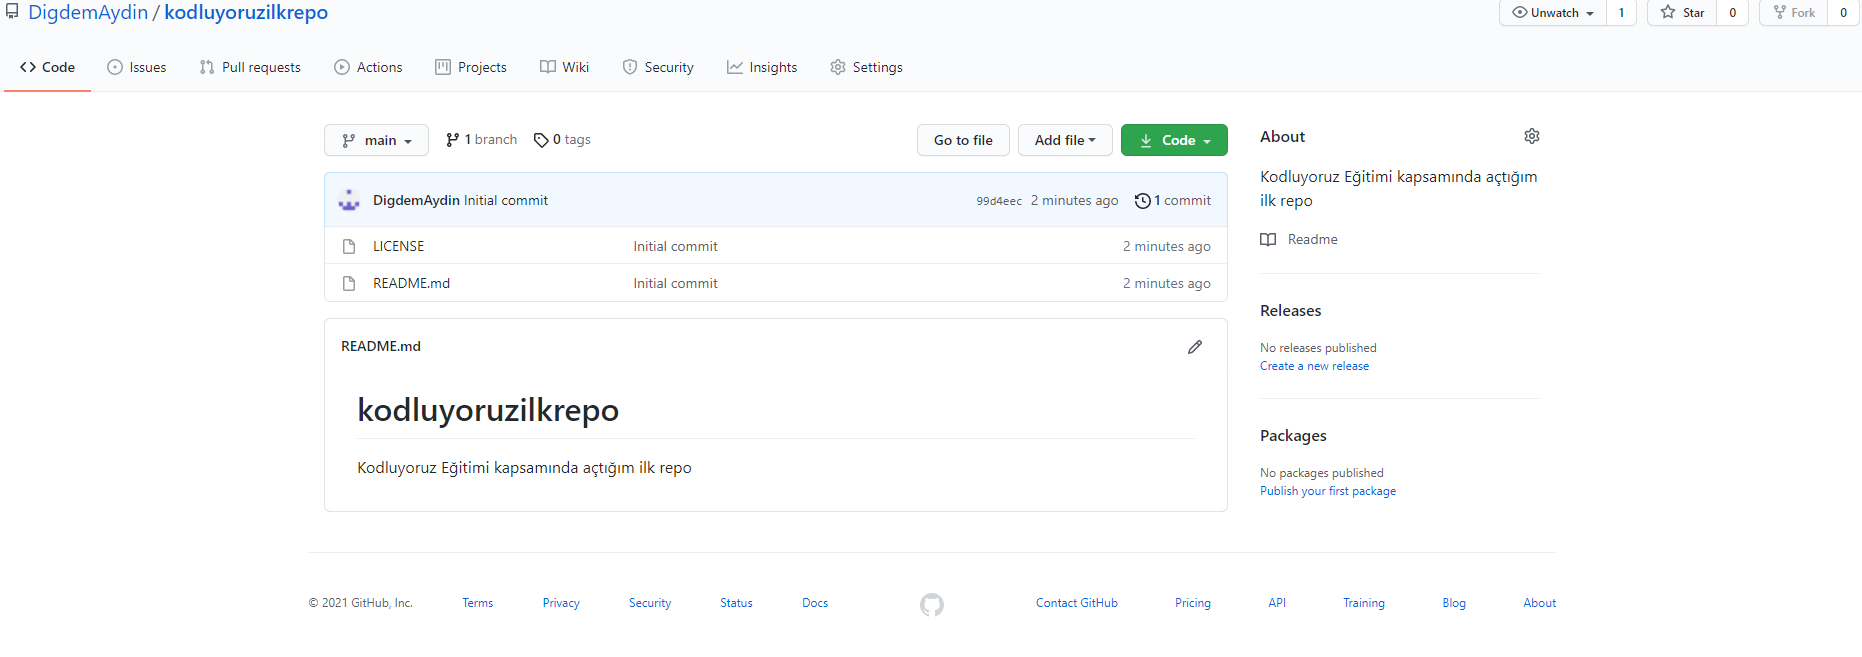 DigdemAydin / kodluyoruzilkrepo
Unwatch 1 Star 0 Fork 0
Code Issues Pull requests Actions Projects Wiki Security Insights Settings
main 1 branch 0 tags Go to file Add file Code
DigdemAydin Initial commit 99d4eec 2 minutes ago 1 commit
LICENSE Initial commit 2 minutes ago
README.md Initial commit 2 minutes ago
README.md
kodluyoruzilkrepo
Kodluyoruz Eğitimi kapsamında açtığım ilk repo
About
Kodluyoruz Eğitimi kapsamında açtığım
ilk repo
Readme
Releases
No releases published
Create a new release
Packages
No packages published
Publish your first package
© 2021 GitHub, Inc. Terms Privacy Security Status Docs Contact GitHub Pricing API Training Blog About